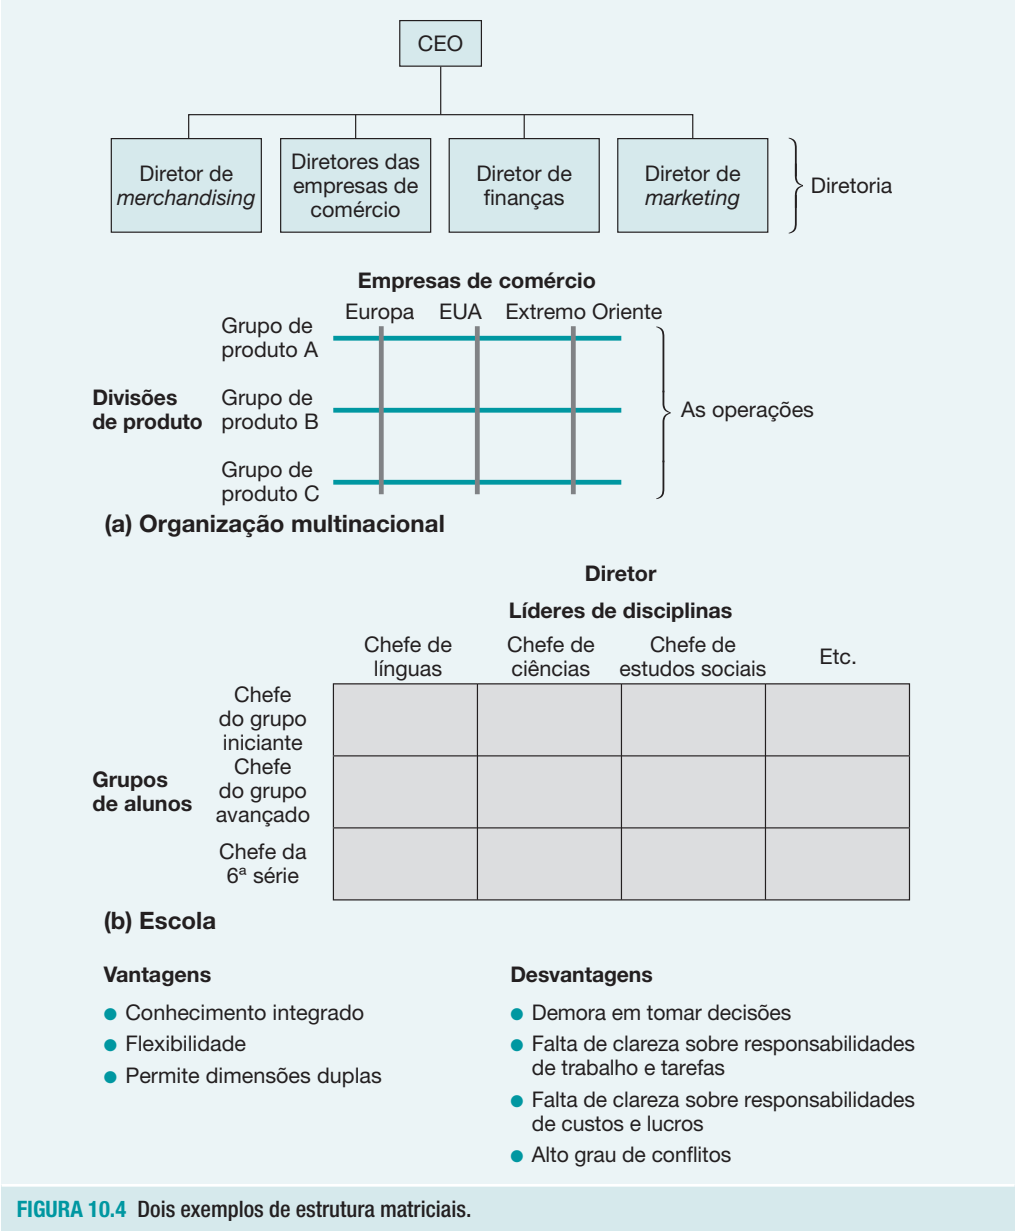 CEO
Diretor de
merchandising
Diretores das
empresas de
comércio
Diretor de
finanças
Diretor de
marketing
Diretoria
Empresas de comércio
Europa EUA Extremo Oriente
Grupo de
produto A
Divisões
de produto
Grupo de
produto B
As operações
Grupo de
produto C
(a) Organização multinacional
Diretor
Líderes de disciplinas
Chefe de
línguas
Chefe de
ciências
Chefe de
estudos sociais
Etc.
Chefe
do grupo
iniciante
Grupos
de alunos
Chefe
do grupo
avançado
Chefe da
6ª série
(b) Escola
Vantagens
● Conhecimento integrado
● Flexibilidade
● Permite dimensões duplas
Desvantagens
● Demora em tomar decisões
● Falta de clareza sobre responsabilidades
de trabalho e tarefas
● Falta de clareza sobre responsabilidades
de custos e lucros
● Alto grau de conflitos
FIGURA 10.4 Dois exemplos de estrutura matriciais.